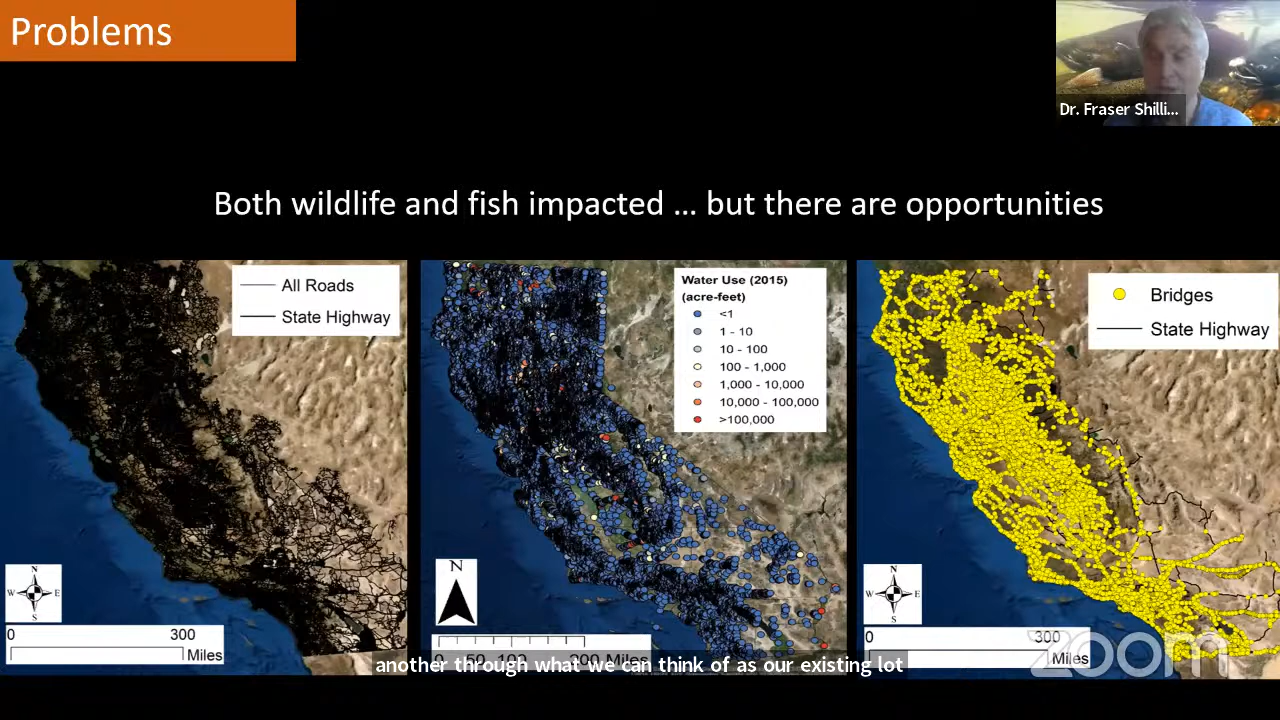 Problems
Dr. Fraser Shilli...
Both wildlife and fish impacted ... but there are opportunities
All Roads
State Highway
N
W
E
S
0
300
Miles
Water Use (2015)
(acre-feet)
<1
1 - 10
10 - 100
100 - 1,000
1,000 - 10,000
10,000 - 100,000
>100,000
N
Bridges
State Highway
N
W
E
S
0
300
Miles
another through what we can think of as our existing lot
zoom